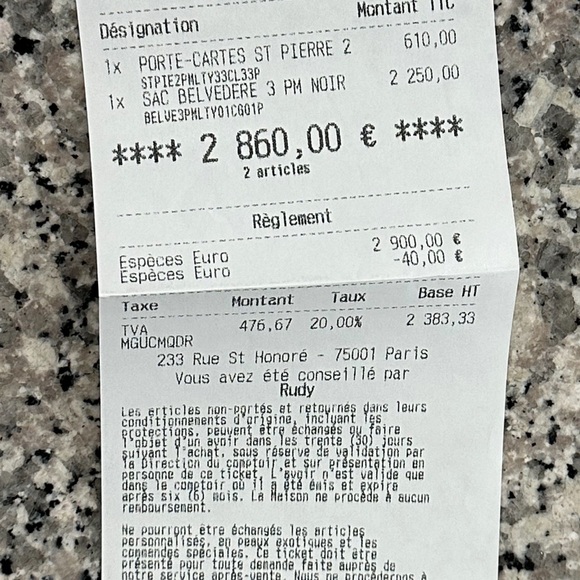 Désignation Montant TTC
1x PORTE-CARTES ST PIERRE 2 610,00
STPIE2PMLTY33CL33P
1x SAC BELVEDERE 3 PM NOIR 2 250,00
BELVE3PMLTY01CG01P
**** 2 860,00 € ****
2 articles
Règlement
Espèces Euro 2 900,00 €
Espèces Euro -40,00 €
Taxe Montant Taux Base HT
TVA 476,67 20,00% 2 383,33
MGUCMQDR
233 Rue St Honoré - 75001 Paris
Vous avez été conseillé par
Rudy
Les articles non-portés et retournés dans leurs
conditionnements d'origine, incluant les
protections, peuvent être échangés ou faire
l'objet d'un avoir dans les trente (30) jours
suivant l'achat, sous réserve de validation par
la Direction du comptoir et sur présentation en
personne de ce ticket. L'avoir n'est valide que
dans le comptoir où il a été émis et expire
après six (6) mois. La Maison ne procède à aucun
remboursement.
Ne pourront être échangés les articles
personnalisés, en peaux exotiques et les
commandes spéciales. Ce ticket doit être
présenté pour toute demande faite auprès de
notre service après-vente. Nous ne procéderons à